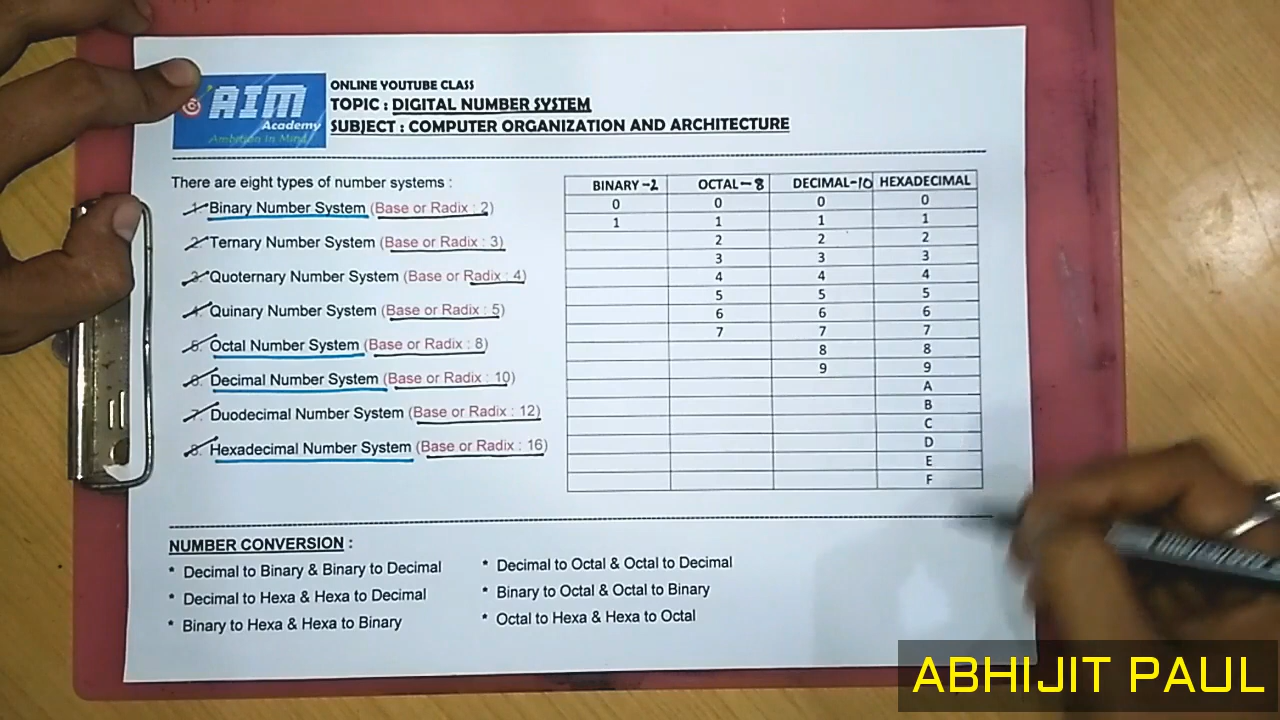 AIM
Academy
Ambition in Mind
ONLINE YOUTUBE CLASS
TOPIC : DIGITAL NUMBER SYSTEM
SUBJECT : COMPUTER ORGANIZATION AND ARCHITECTURE
There are eight types of number systems :
1. Binary Number System (Base or Radix : 2)
2. Ternary Number System (Base or Radix : 3)
3. Quoternary Number System (Base or Radix : 4)
4. Quinary Number System (Base or Radix : 5)
5. Octal Number System (Base or Radix : 8)
6. Decimal Number System (Base or Radix : 10)
7. Duodecimal Number System (Base or Radix : 12)
8. Hexadecimal Number System (Base or Radix : 16)
BINARY -2 OCTAL - 8 DECIMAL-10 HEXADECIMAL
0 0 0 0
1 1 1 1
2 2 2
3 3 3
4 4 4
5 5 5
6 6 6
7 7 7
8 8
9 9
A
B
C
D
E
F
NUMBER CONVERSION :
* Decimal to Binary & Binary to Decimal
* Decimal to Hexa & Hexa to Decimal
* Binary to Hexa & Hexa to Binary
* Decimal to Octal & Octal to Decimal
* Binary to Octal & Octal to Binary
* Octal to Hexa & Hexa to Octal
ABHIJIT PAUL